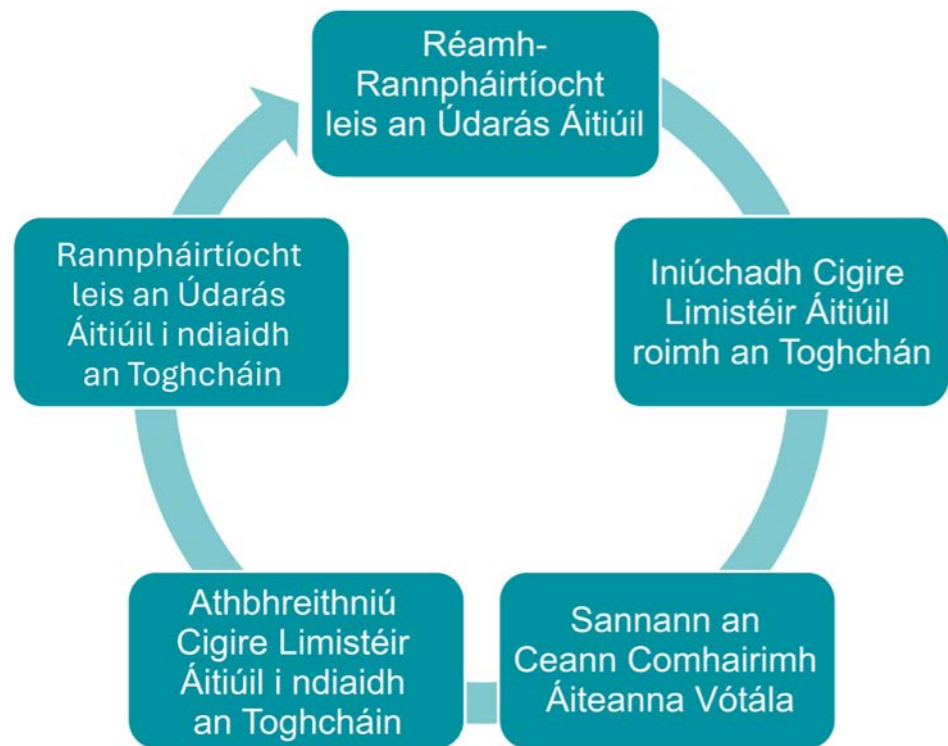 Réamh-
Rannpháirtíocht
leis an Údarás Áitiúil
Iniúchadh Cigire
Limistéir Áitiúil
roimh an Toghchán
Sannann an
Ceann Comhairimh
Áiteanna Vótála
Athbhreithniú
Cigire Limistéir
Áitiúil i ndiaidh
an Toghcháin
Rannpháirtíocht
leis an Údarás
Áitiúil i ndiaidh
an Toghcháin